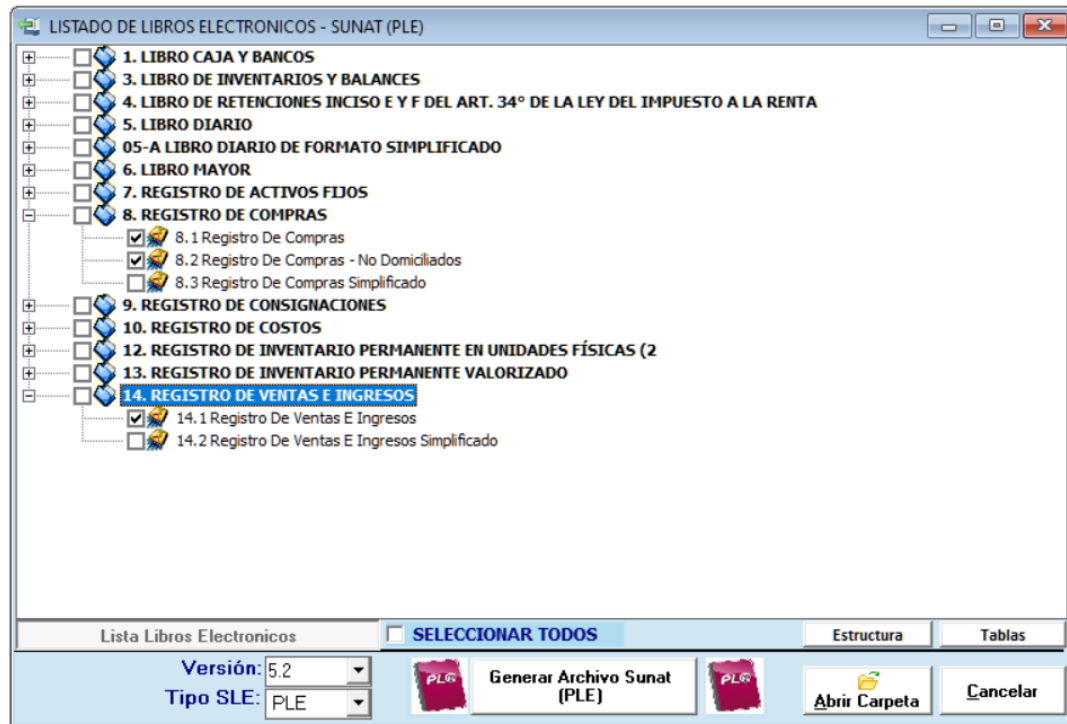 LISTADO DE LIBROS ELECTRONICOS - SUNAT (PLE)
1. LIBRO CAJA Y BANCOS
3. LIBRO DE INVENTARIOS Y BALANCES
4. LIBRO DE RETENCIONES INCISO E Y F DEL ART. 34° DE LA LEY DEL IMPUESTO A LA RENTA
5. LIBRO DIARIO
05-A LIBRO DIARIO DE FORMATO SIMPLIFICADO
6. LIBRO MAYOR
7. REGISTRO DE ACTIVOS FIJOS
8. REGISTRO DE COMPRAS
8.1 Registro De Compras
8.2 Registro De Compras - No Domiciliados
8.3 Registro De Compras Simplificado
9. REGISTRO DE CONSIGNACIONES
10. REGISTRO DE COSTOS
12. REGISTRO DE INVENTARIO PERMANENTE EN UNIDADES FÍSICAS (2
13. REGISTRO DE INVENTARIO PERMANENTE VALORIZADO
14. REGISTRO DE VENTAS E INGRESOS
14.1 Registro De Ventas E Ingresos
14.2 Registro De Ventas E Ingresos Simplificado
Lista Libros Electronicos SELECCIONAR TODOS Estructura Tablas
Versión: 5.2
Tipo SLE: PLE
PLE Generar Archivo Sunat (PLE) PLE
Abrir Carpeta Cancelar